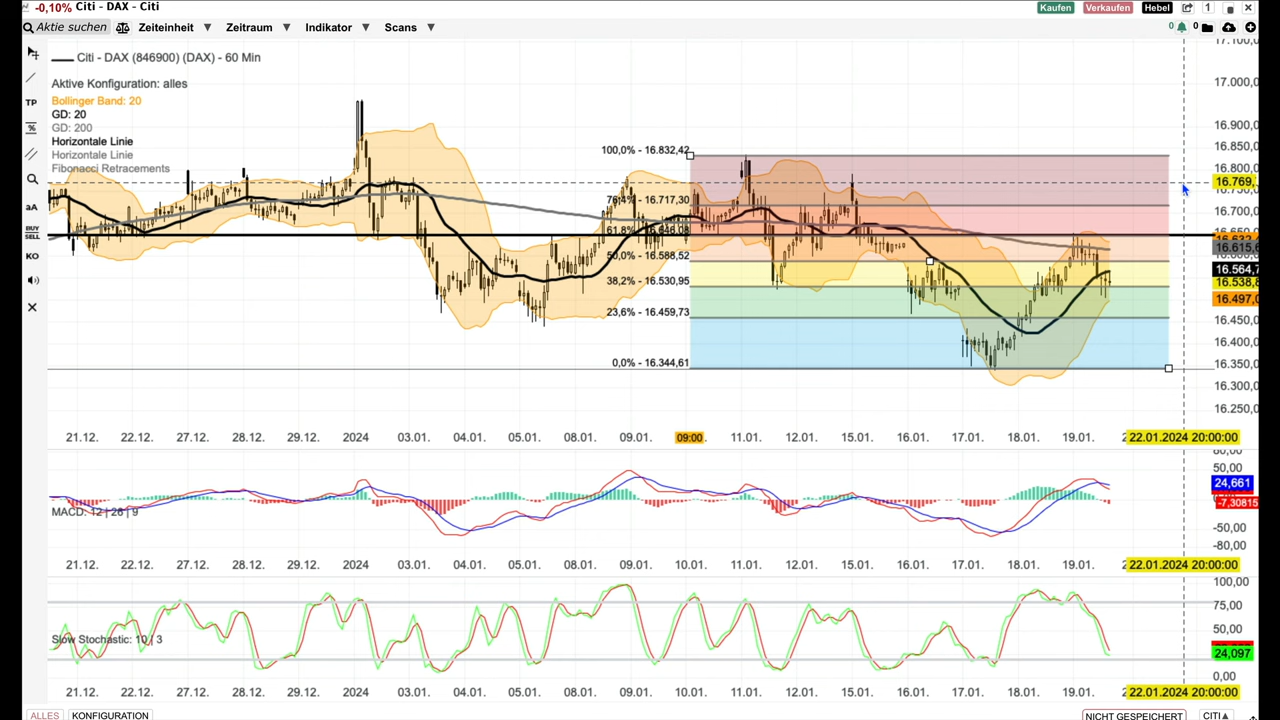 -0,10% Citi - DAX - Citi
Kaufen Verkaufen Hebel 1
Aktie suchen Zeiteinheit ▼ Zeitraum ▼ Indikator ▼ Scans ▼ 0 0
Citi - DAX (846900) (DAX) - 60 Min
Aktive Konfiguration: alles
Bollinger Band: 20
GD: 20
GD: 200
Horizontale Linie
Horizontale Linie
Fibonacci Retracements
TP
%
aA
BUY
SELL
KO
100,0% - 16.832,42
76,4% - 16.717,30
61,8% - 16.646,08
50,0% - 16.588,52
38,2% - 16.530,95
23,6% - 16.459,73
0,0% - 16.344,61
17.100,
17.000,
16.900,
16.850,
16.800,
16.769,
16.700,
16.615,6
16.564,7
16.538,8
16.497,0
16.450,
16.400,
16.350,
16.300,
16.250,
21.12. 22.12. 27.12. 28.12. 29.12. 2024 03.01. 04.01. 05.01. 08.01. 09.01. 09:00 11.01. 12.01. 15.01. 16.01. 17.01. 18.01. 19.01. 22.01.2024 20:00:00
MACD: 12 | 26 | 9
50,00
24,661
-7,30815
-50,00
-80,00
21.12. 22.12. 27.12. 28.12. 29.12. 2024 03.01. 04.01. 05.01. 08.01. 09.01. 10.01. 11.01. 12.01. 15.01. 16.01. 17.01. 18.01. 19.01. 22.01.2024 20:00:00
Slow Stochastic: 10 | 3
100,00
75,00
50,00
24,097
0,00
21.12. 22.12. 27.12. 28.12. 29.12. 2024 03.01. 04.01. 05.01. 08.01. 09.01. 10.01. 11.01. 12.01. 15.01. 16.01. 17.01. 18.01. 19.01. 22.01.2024 20:00:00
ALLES KONFIGURATION NICHT GESPEICHERT CITI▲